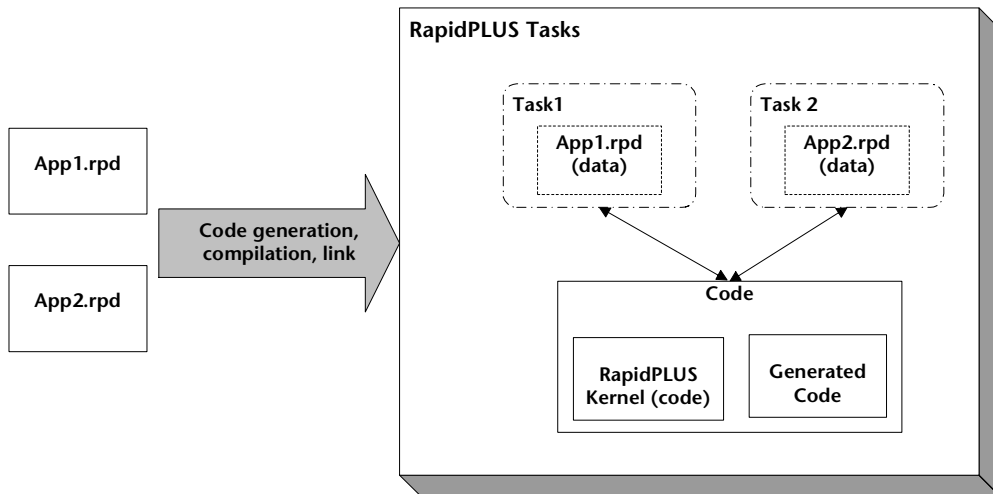 RapidPLUS Tasks
Task1
App1.rpd
(data)
Task 2
App2.rpd
(data)
App1.rpd
App2.rpd
Code generation,
compilation, link
Code
RapidPLUS
Kernel (code)
Generated
Code